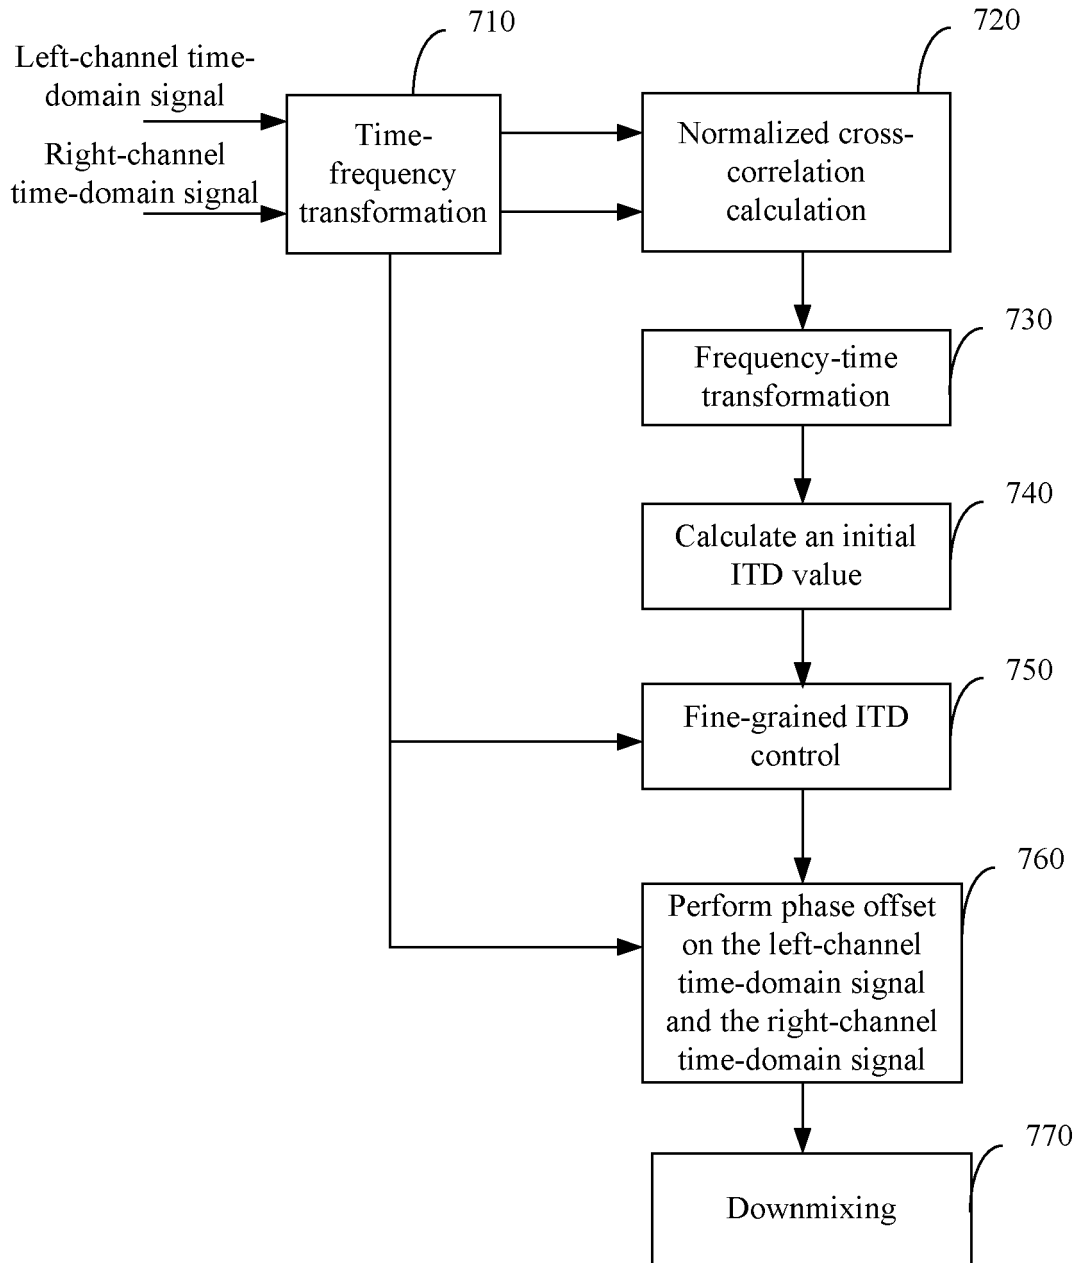 710
720
Left-channel time-
domain signal
Right-channel
time-domain signal
Time-
frequency
transformation
Normalized cross-
correlation
calculation
730
Frequency-time
transformation
740
Calculate an initial
ITD value
750
Fine-grained ITD
control
760
Perform phase offset
on the left-channel
time-domain signal
and the right-channel
time-domain signal
770
Downmixing